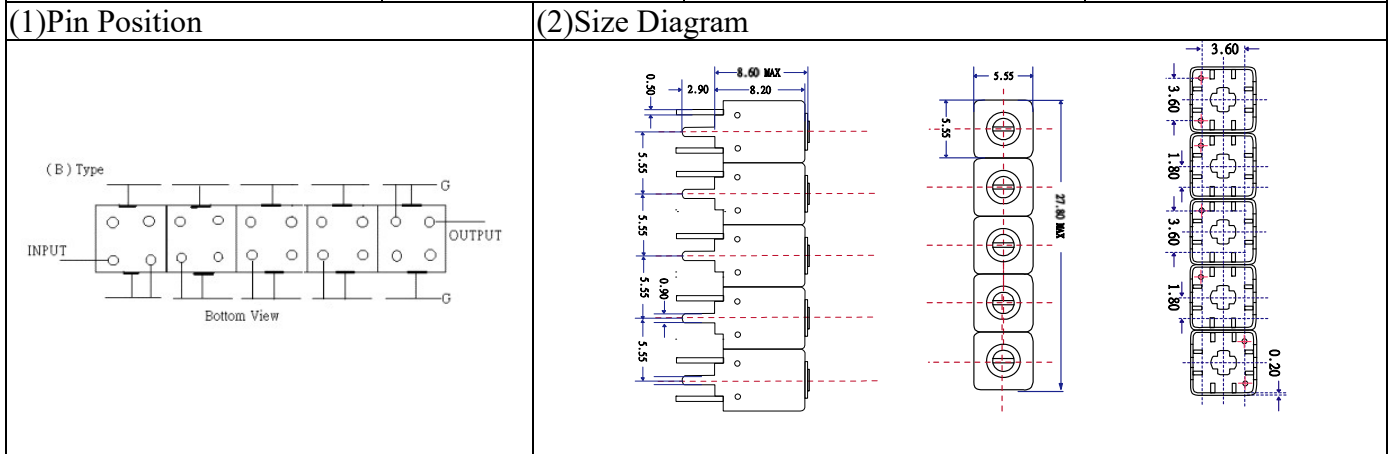 (1)Pin Position
(2)Size Diagram
(B)Type
G
INPUT
OUTPUT
G
Bottom View
8.60 MAX
2.90
8.20
0.50
5.55
5.55
5.55
0.90
5.55
5.55
5.55
27.80 MAX
3.60
3.60
1.80
3.60
1.80
0.20